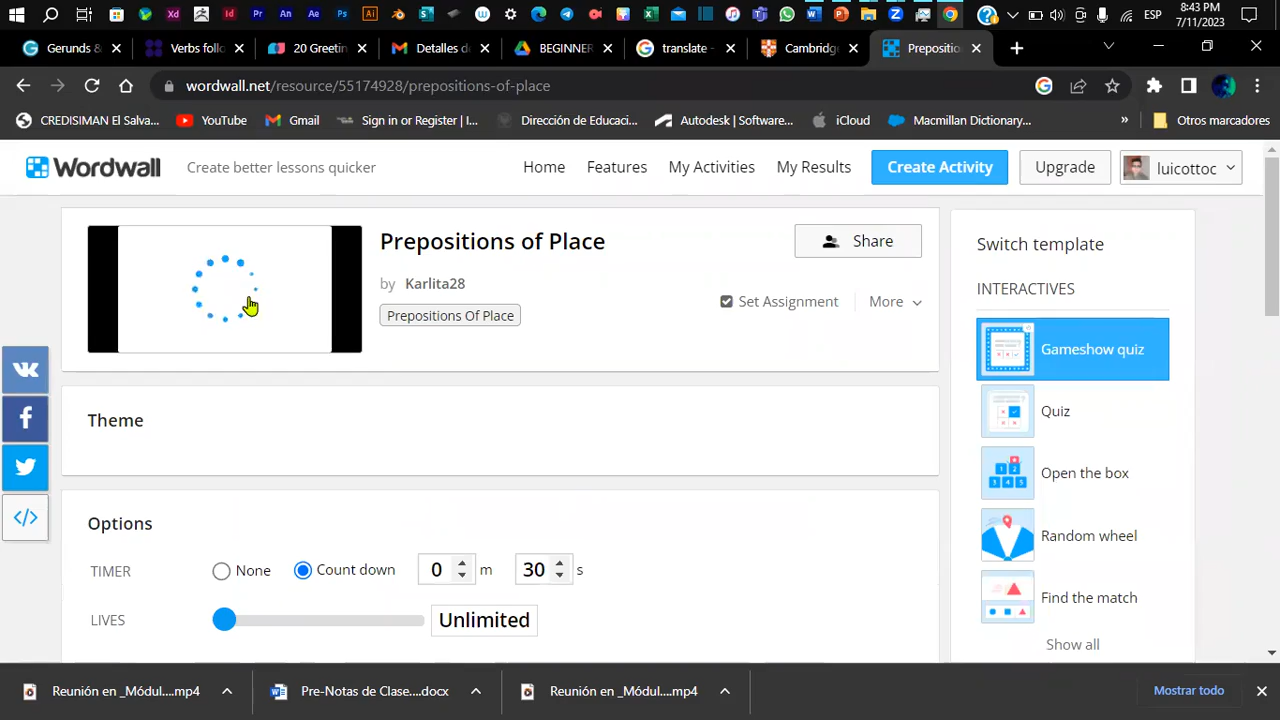 8:43 PM
ESP
7/11/2023
Gerunds &
Verbs follo
20 Greetin
Detalles de
BEGINNER
translate -
Cambridge
Prepositio
wordwall.net/resource/55174928/prepositions-of-place
CREDISIMAN El Salva...
YouTube
Gmail
Sign in or Register | I...
Dirección de Educaci...
Autodesk | Software...
iCloud
Macmillan Dictionary...
»
Otros marcadores
Wordwall
Create better lessons quicker
Home
Features
My Activities
My Results
Create Activity
Upgrade
luicottoc
Prepositions of Place
Share
by Karlita28
Set Assignment
More
Prepositions Of Place
Switch template
INTERACTIVES
Gameshow quiz
Quiz
Open the box
Random wheel
Find the match
Show all
Theme
Options
TIMER
None
Count down
0 m
30 s
LIVES
Unlimited
Reunión en _Módul....mp4
Pre-Notas de Clase....docx
Reunión en _Módul....mp4
Mostrar todo